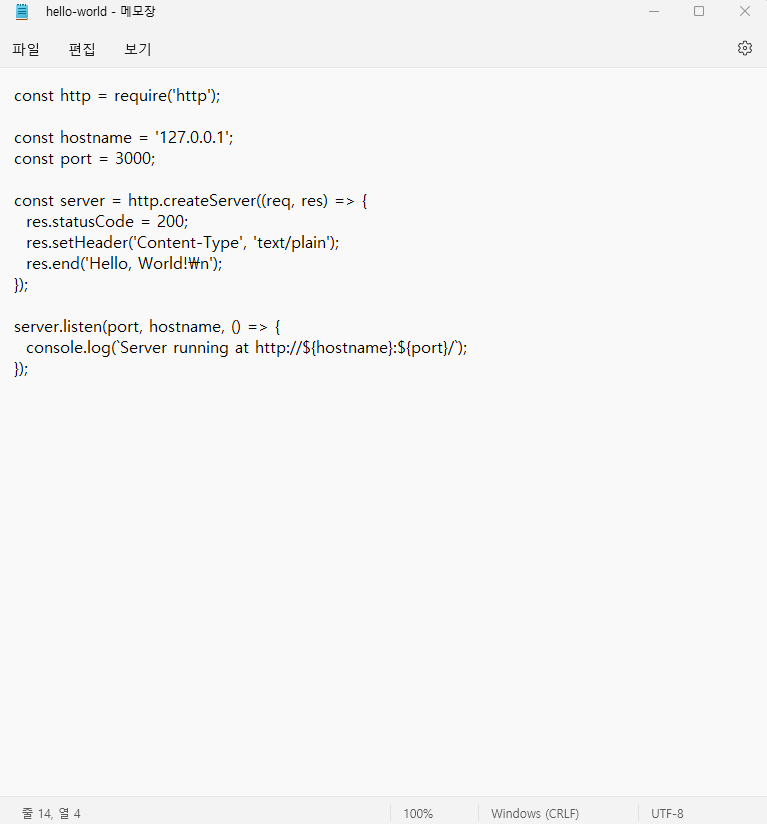 hello-world - 메모장
파일 편집 보기
const http = require('http');
const hostname = '127.0.0.1';
const port = 3000;
const server = http.createServer((req, res) => {
res.statusCode = 200;
res.setHeader('Content-Type', 'text/plain');
res.end('Hello, World!₩n');
});
server.listen(port, hostname, () => {
console.log(`Server running at http://${hostname}:${port}/`);
});
줄 14, 열 4 100% Windows (CRLF) UTF-8